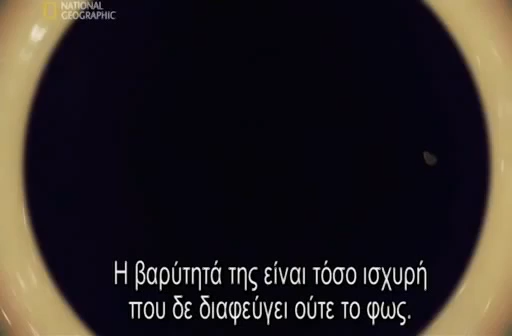 NATIONAL
GEOGRAPHIC
Η βαρύτητά της είναι τόσο ισχυρή
που δε διαφεύγει ούτε το φως.